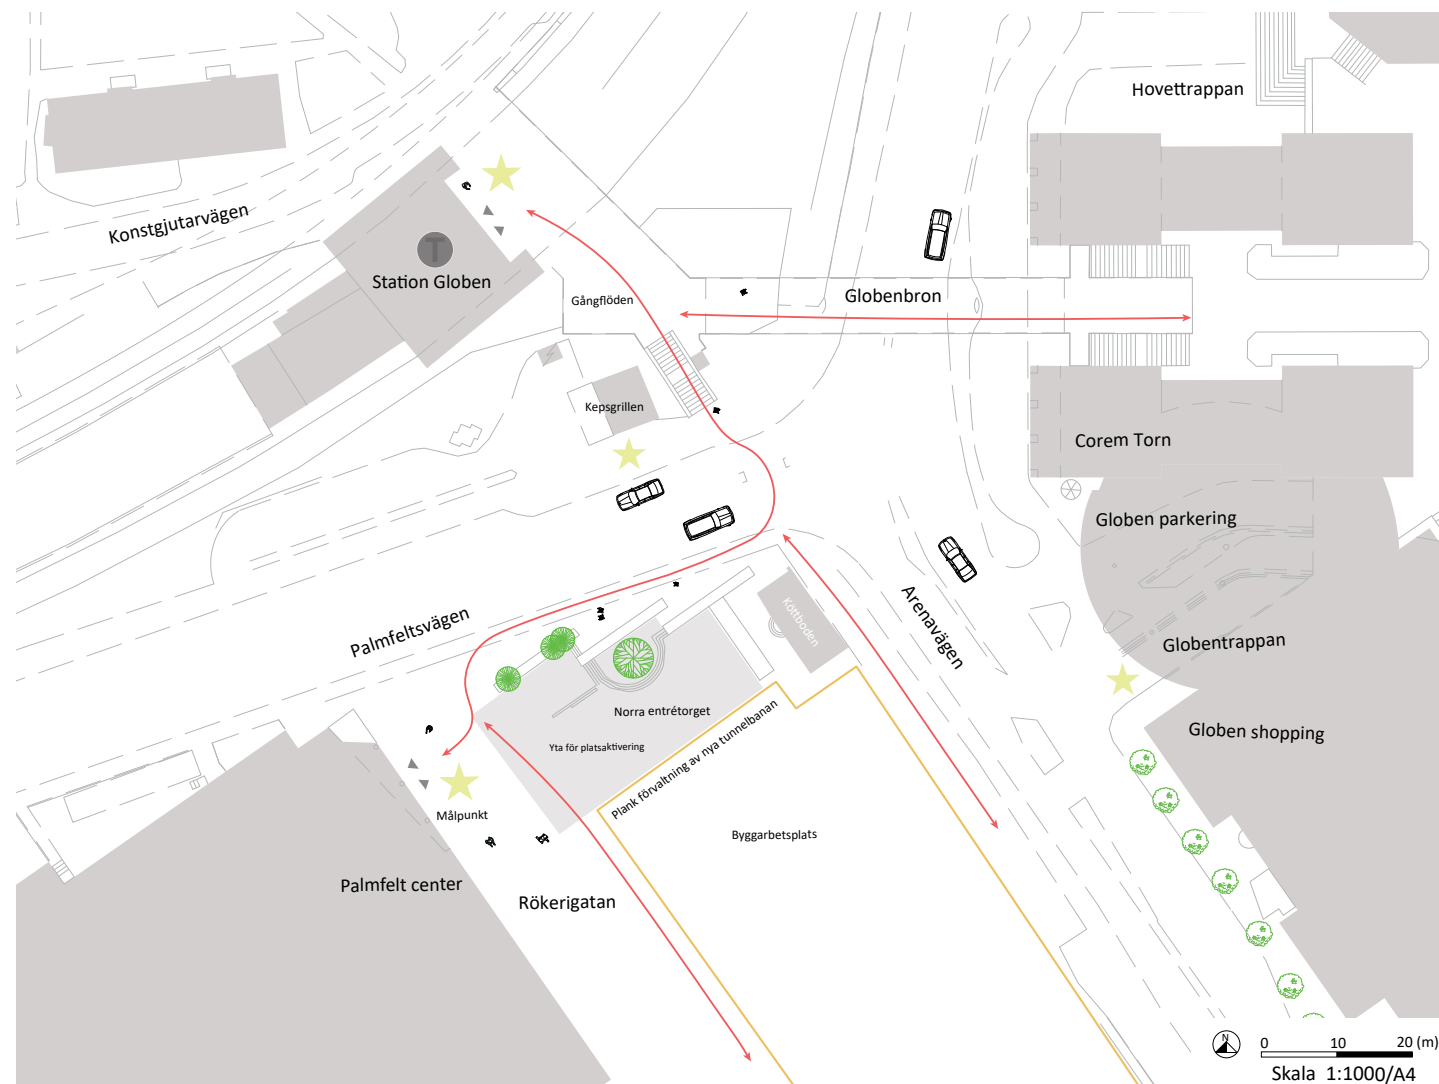 Hovettrappan
Konstgjutarvägen
T
Station Globen
Gångflöden
Globenbron
Kepsgrillen
Corem Torn
Globen parkering
Palmfeltsvägen
Köttboden
Arenavägen
Globentrappan
Norra entrétorget
Yta för platsaktivering
Plank förvaltning av nya tunnelbanan
Globen shopping
Målpunkt
Byggarbetsplats
Palmfelt center
Rökerigatan
N
0 10 20 (m)
Skala 1:1000/A4